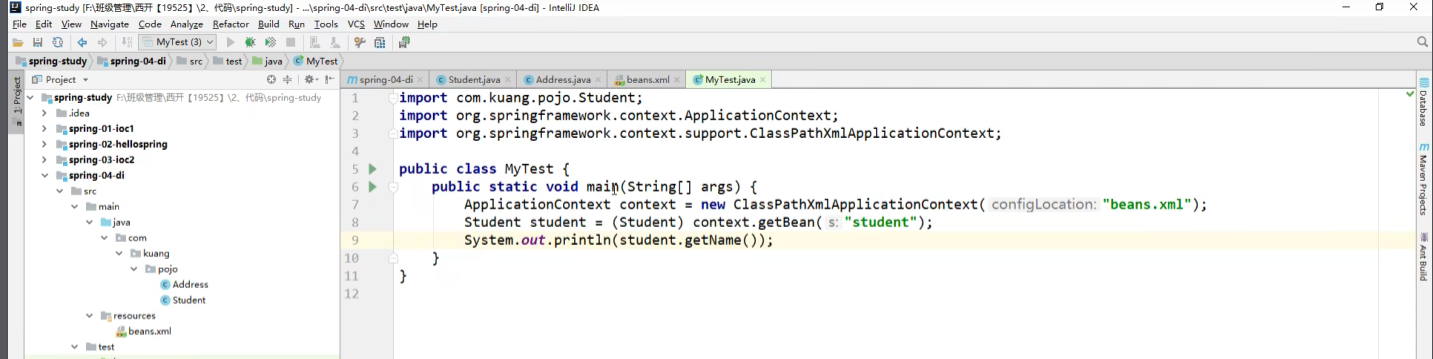 spring-study [F:\班级管理\西开【19525】\2、代码\spring-study] - ...\spring-04-di\src\test\java\MyTest.java [spring-04-di] - IntelliJ IDEA
File Edit View Navigate Code Analyze Refactor Build Run Tools VCS Window Help
MyTest (3)
spring-study spring-04-di src test java MyTest
Project
spring-04-di Student.java Address.java beans.xml MyTest.java
1: Project
spring-study F:\班级管理\西开【19525】\2、代码\spring-study
.idea
spring-01-ioc1
spring-02-hellospring
spring-03-ioc2
spring-04-di
src
main
java
com
kuang
pojo
Address
Student
resources
beans.xml
test
1 import com.kuang.pojo.Student;
2 import org.springframework.context.ApplicationContext;
3 import org.springframework.context.support.ClassPathXmlApplicationContext;
4
5 public class MyTest {
6 public static void main(String[] args) {
7 ApplicationContext context = new ClassPathXmlApplicationContext( configLocation: "beans.xml");
8 Student student = (Student) context.getBean( s: "student");
9 System.out.println(student.getName());
10 }
11 }
12
Database
Maven Projects
Ant Build